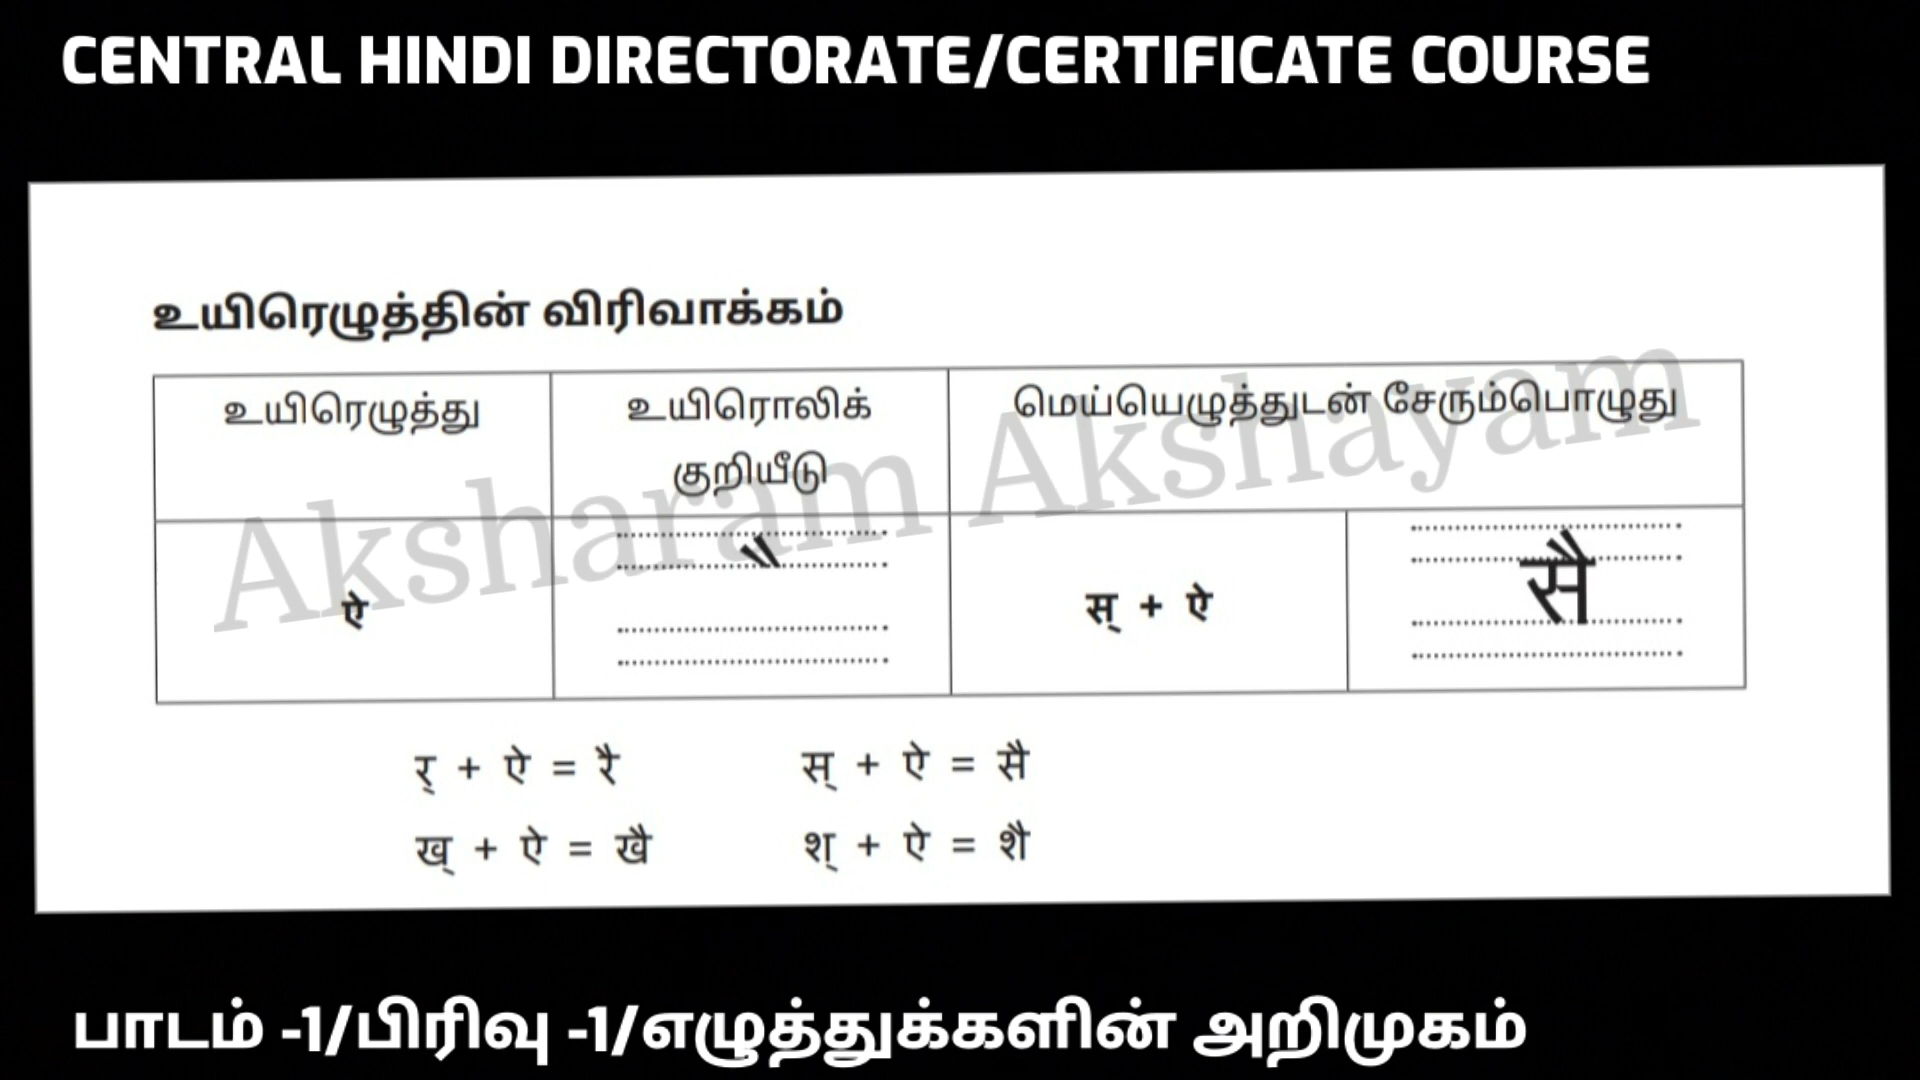 CENTRAL HINDI DIRECTORATE/CERTIFICATE COURSE
உயிரெழுத்தின் விரிவாக்கம்
உயிரெழுத்து உயிரொலிக் குறியீடு மெய்யெழுத்துடன் சேரும்பொழுது
ऐ ै स् + ऐ सै
र् + ऐ = रै स् + ऐ = सै
ख् + ऐ = खै श् + ऐ = शै
Aksharam Akshayam
பாடம் -1/பிரிவு -1/எழுத்துக்களின் அறிமுகம்